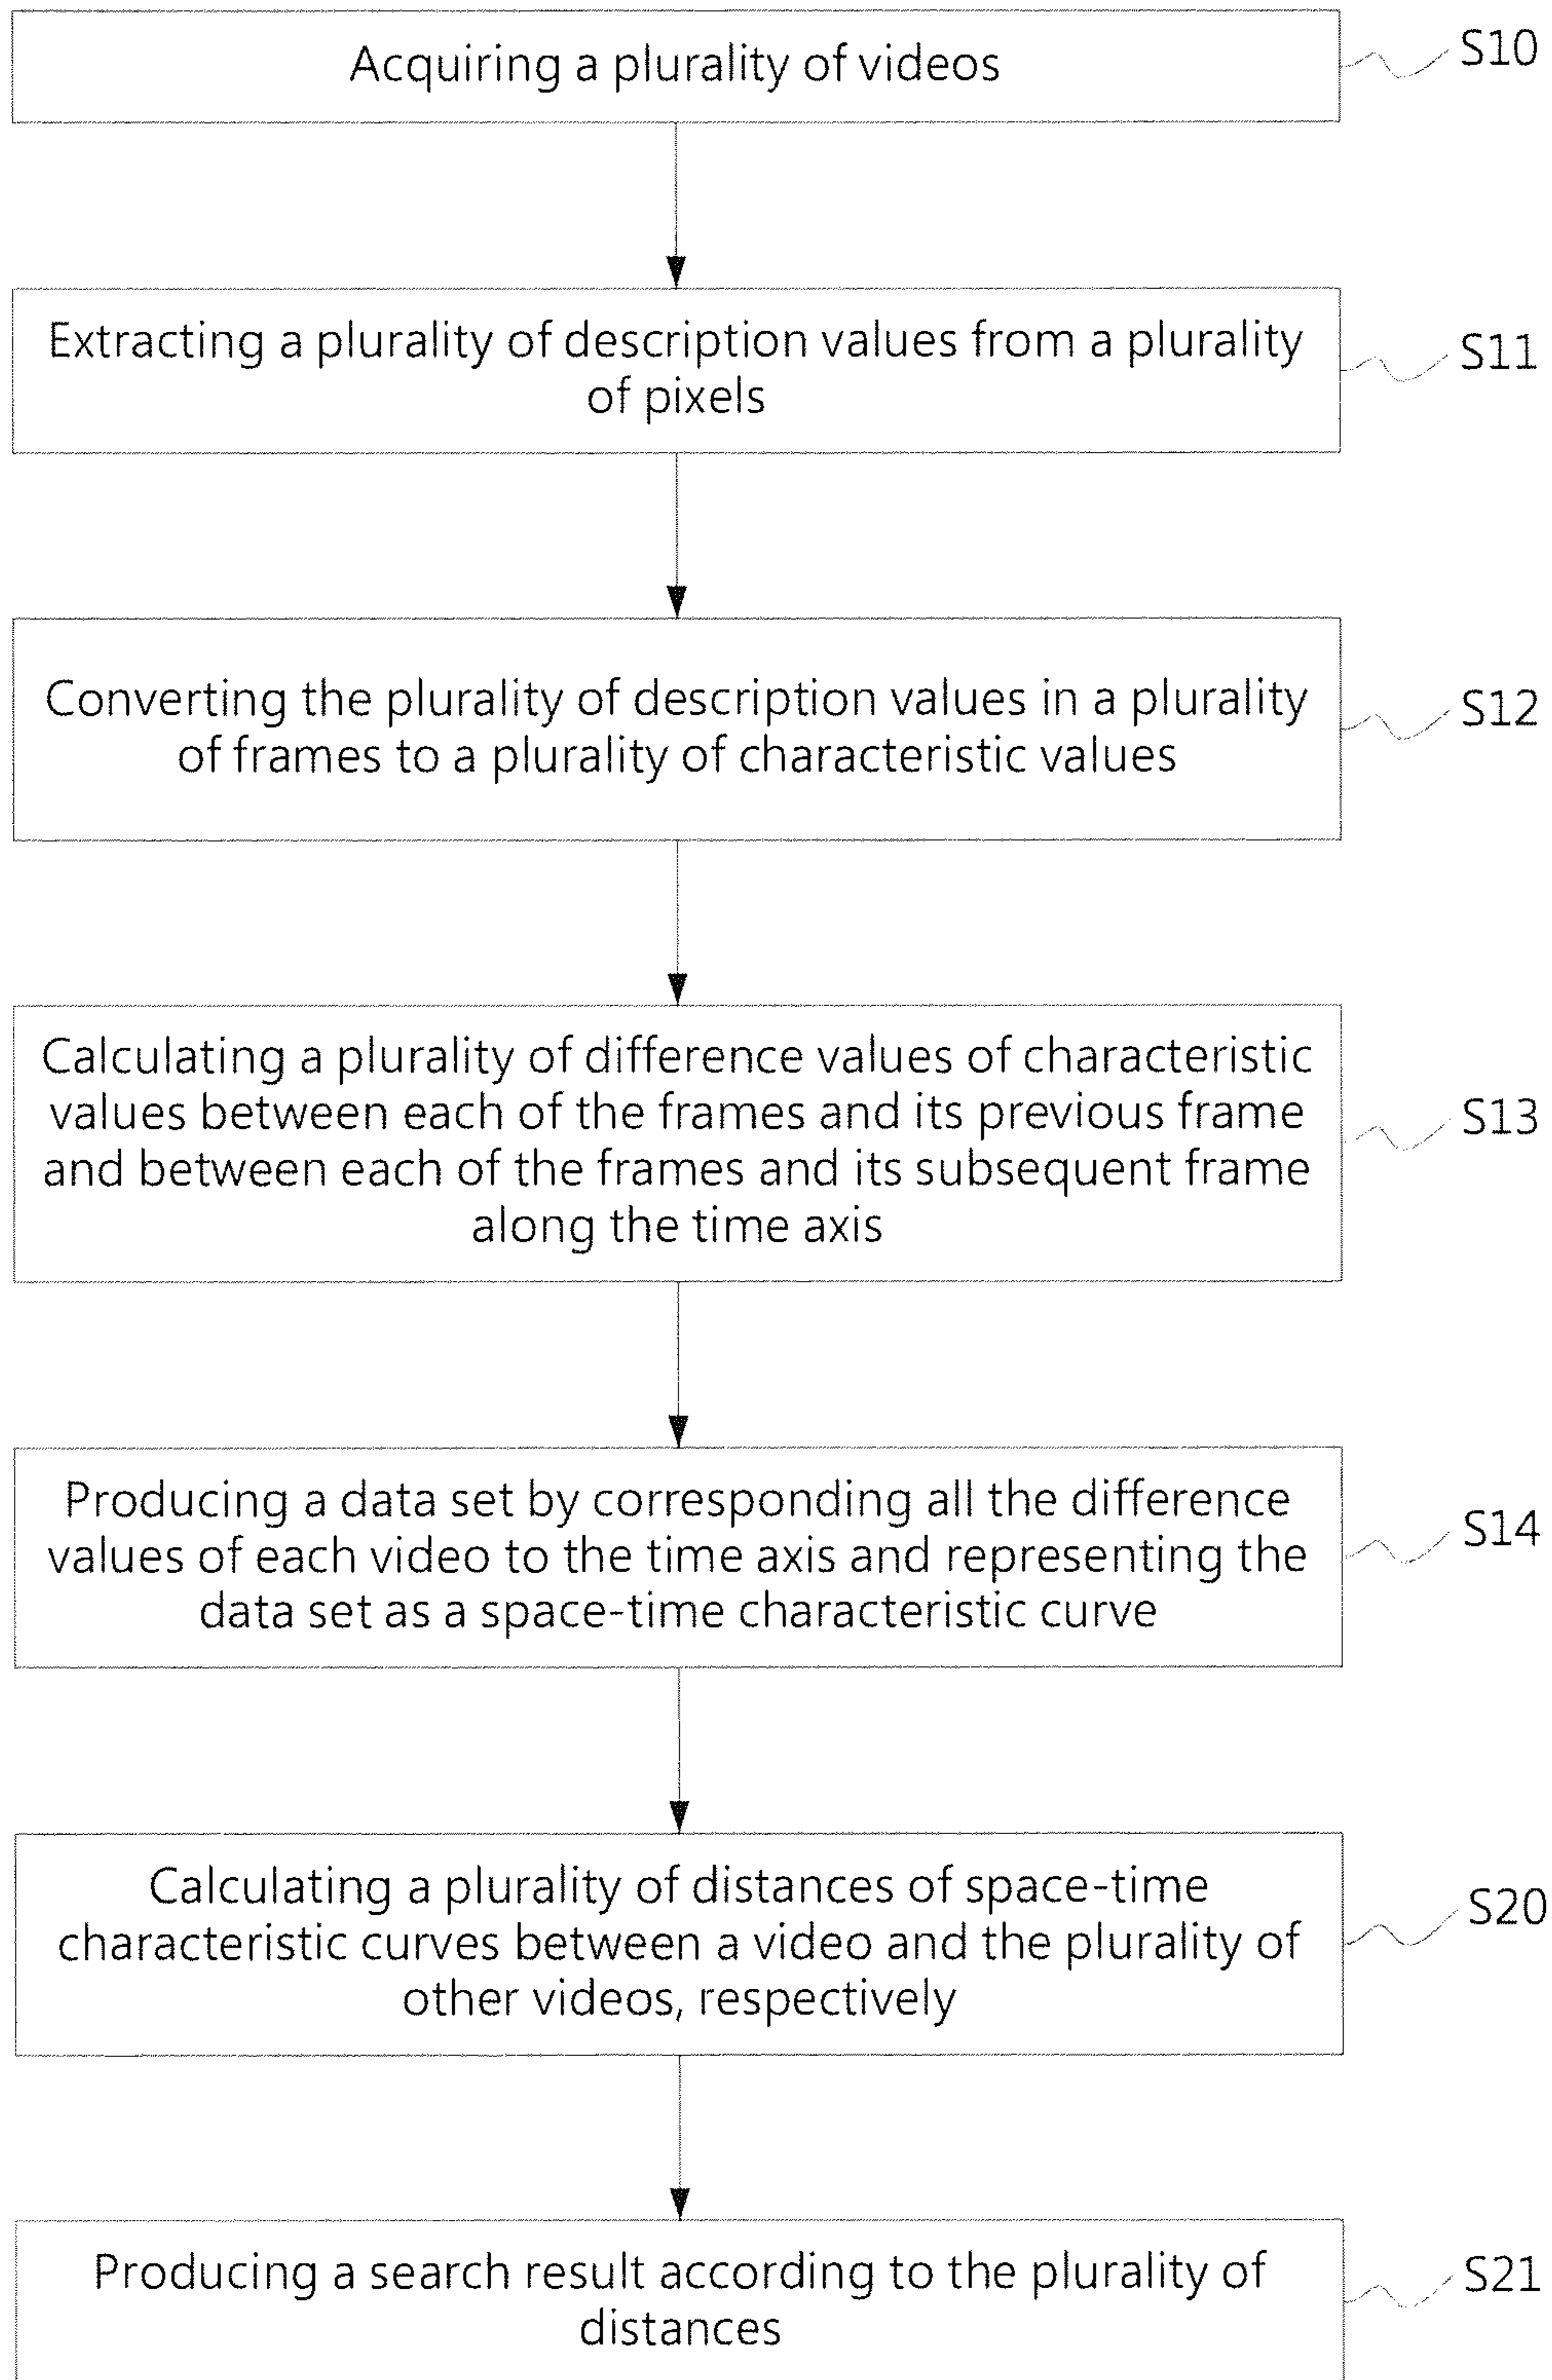 Acquiring a plurality of videos
S10
Extracting a plurality of description values from a plurality
of pixels
S11
Converting the plurality of description values in a plurality
of frames to a plurality of characteristic values
S12
Calculating a plurality of difference values of characteristic
values between each of the frames and its previous frame
and between each of the frames and its subsequent frame
along the time axis
S13
Producing a data set by corresponding all the difference
values of each video to the time axis and representing the
data set as a space-time characteristic curve
S14
Calculating a plurality of distances of space-time
characteristic curves between a video and the plurality of
other videos, respectively
S20
Producing a search result according to the plurality of
distances
S21